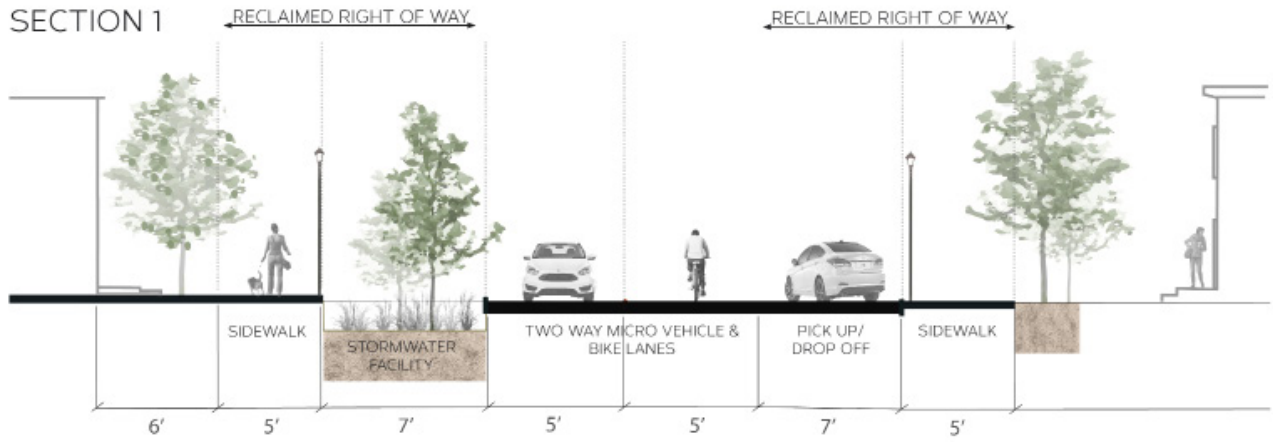 SECTION 1
RECLAIMED RIGHT OF WAY
RECLAIMED RIGHT OF WAY
SIDEWALK
STORMWATER
FACILITY
TWO WAY MICRO VEHICLE &
BIKE LANES
PICK UP/
DROP OFF
SIDEWALK
6' 5' 7' 5' 5' 7' 5'